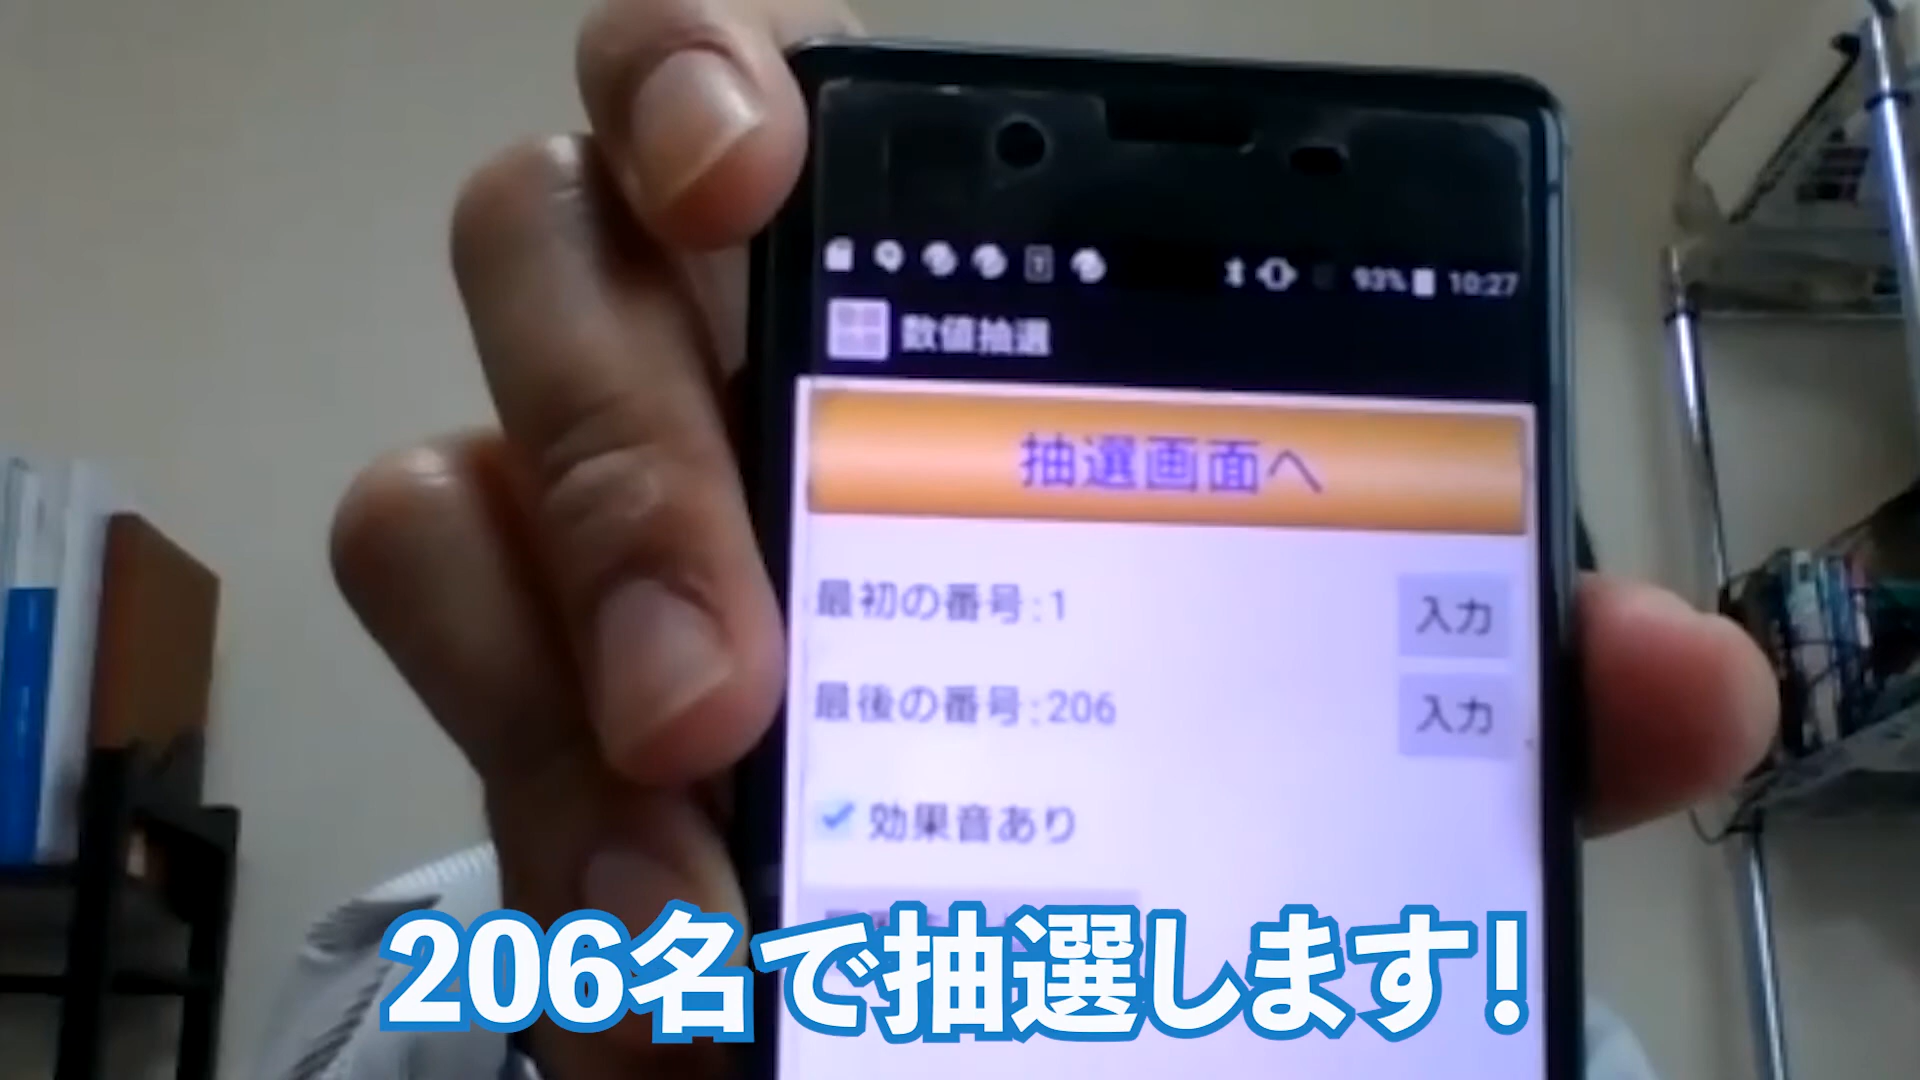 93% 10:27
数値抽選
抽選画面へ
最初の番号:1 入力
最後の番号:206 入力
効果音あり
206名で抽選します!